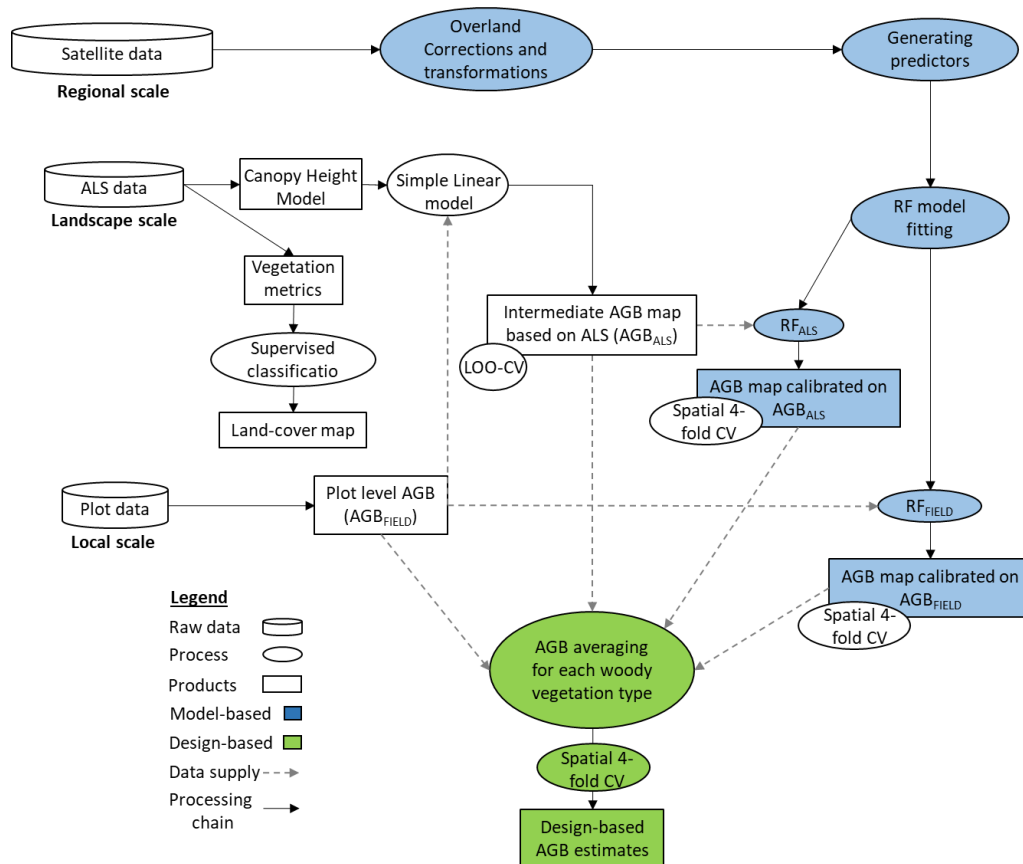 Satellite data
Regional scale
Overland
Corrections and
transformations
Generating
predictors
ALS data
Landscape scale
Canopy Height
Model
Simple Linear
model
RF model
fitting
Vegetation
metrics
Supervised
classificatio
Land-cover map
Intermediate AGB map
based on ALS (AGBALS)
LOO-CV
RFALS
AGB map calibrated on
AGBALS
Spatial 4-
fold CV
Plot data
Local scale
Plot level AGB
(AGBFIELD)
RFFIELD
AGB map calibrated on
AGBFIELD
Spatial 4-
fold CV
Legend
Raw data
Process
Products
Model-based
Design-based
Data supply
Processing
chain
AGB averaging
for each woody
vegetation type
Spatial 4-
fold CV
Design-based
AGB estimates